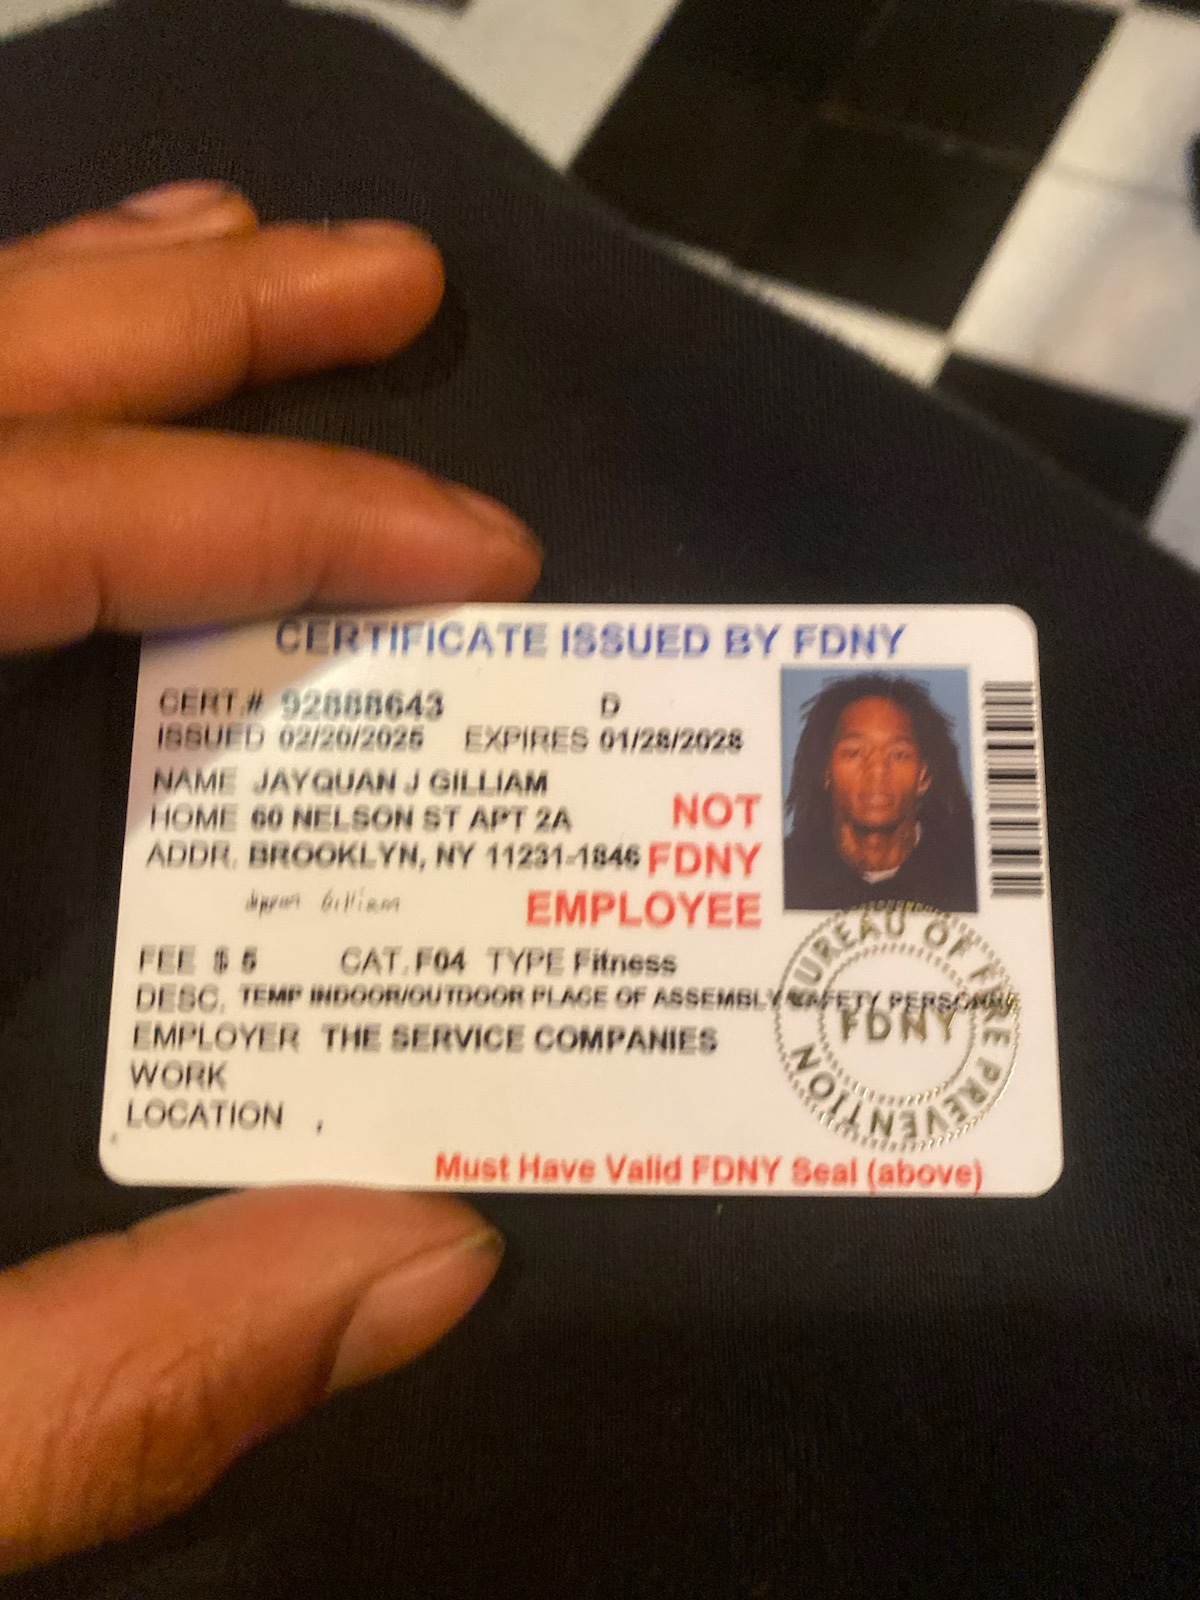 CERTIFICATE ISSUED BY FDNY
CERT.# 92888643 D
ISSUED 02/20/2025 EXPIRES 01/28/2028
NAME JAYQUAN J GILLIAM
HOME 60 NELSON ST APT 2A
ADDR. BROOKLYN, NY 11231-1846
NOT
FDNY
EMPLOYEE
Gilliam
FEE $ 5 CAT. F04 TYPE Fitness
DESC. TEMP INDOOR/OUTDOOR PLACE OF ASSEMBLY SAFETY PERSONNE
EMPLOYER THE SERVICE COMPANIES
WORK
LOCATION ,
BUREAU OF FIRE PREVENTION
FDNY
Must Have Valid FDNY Seal (above)